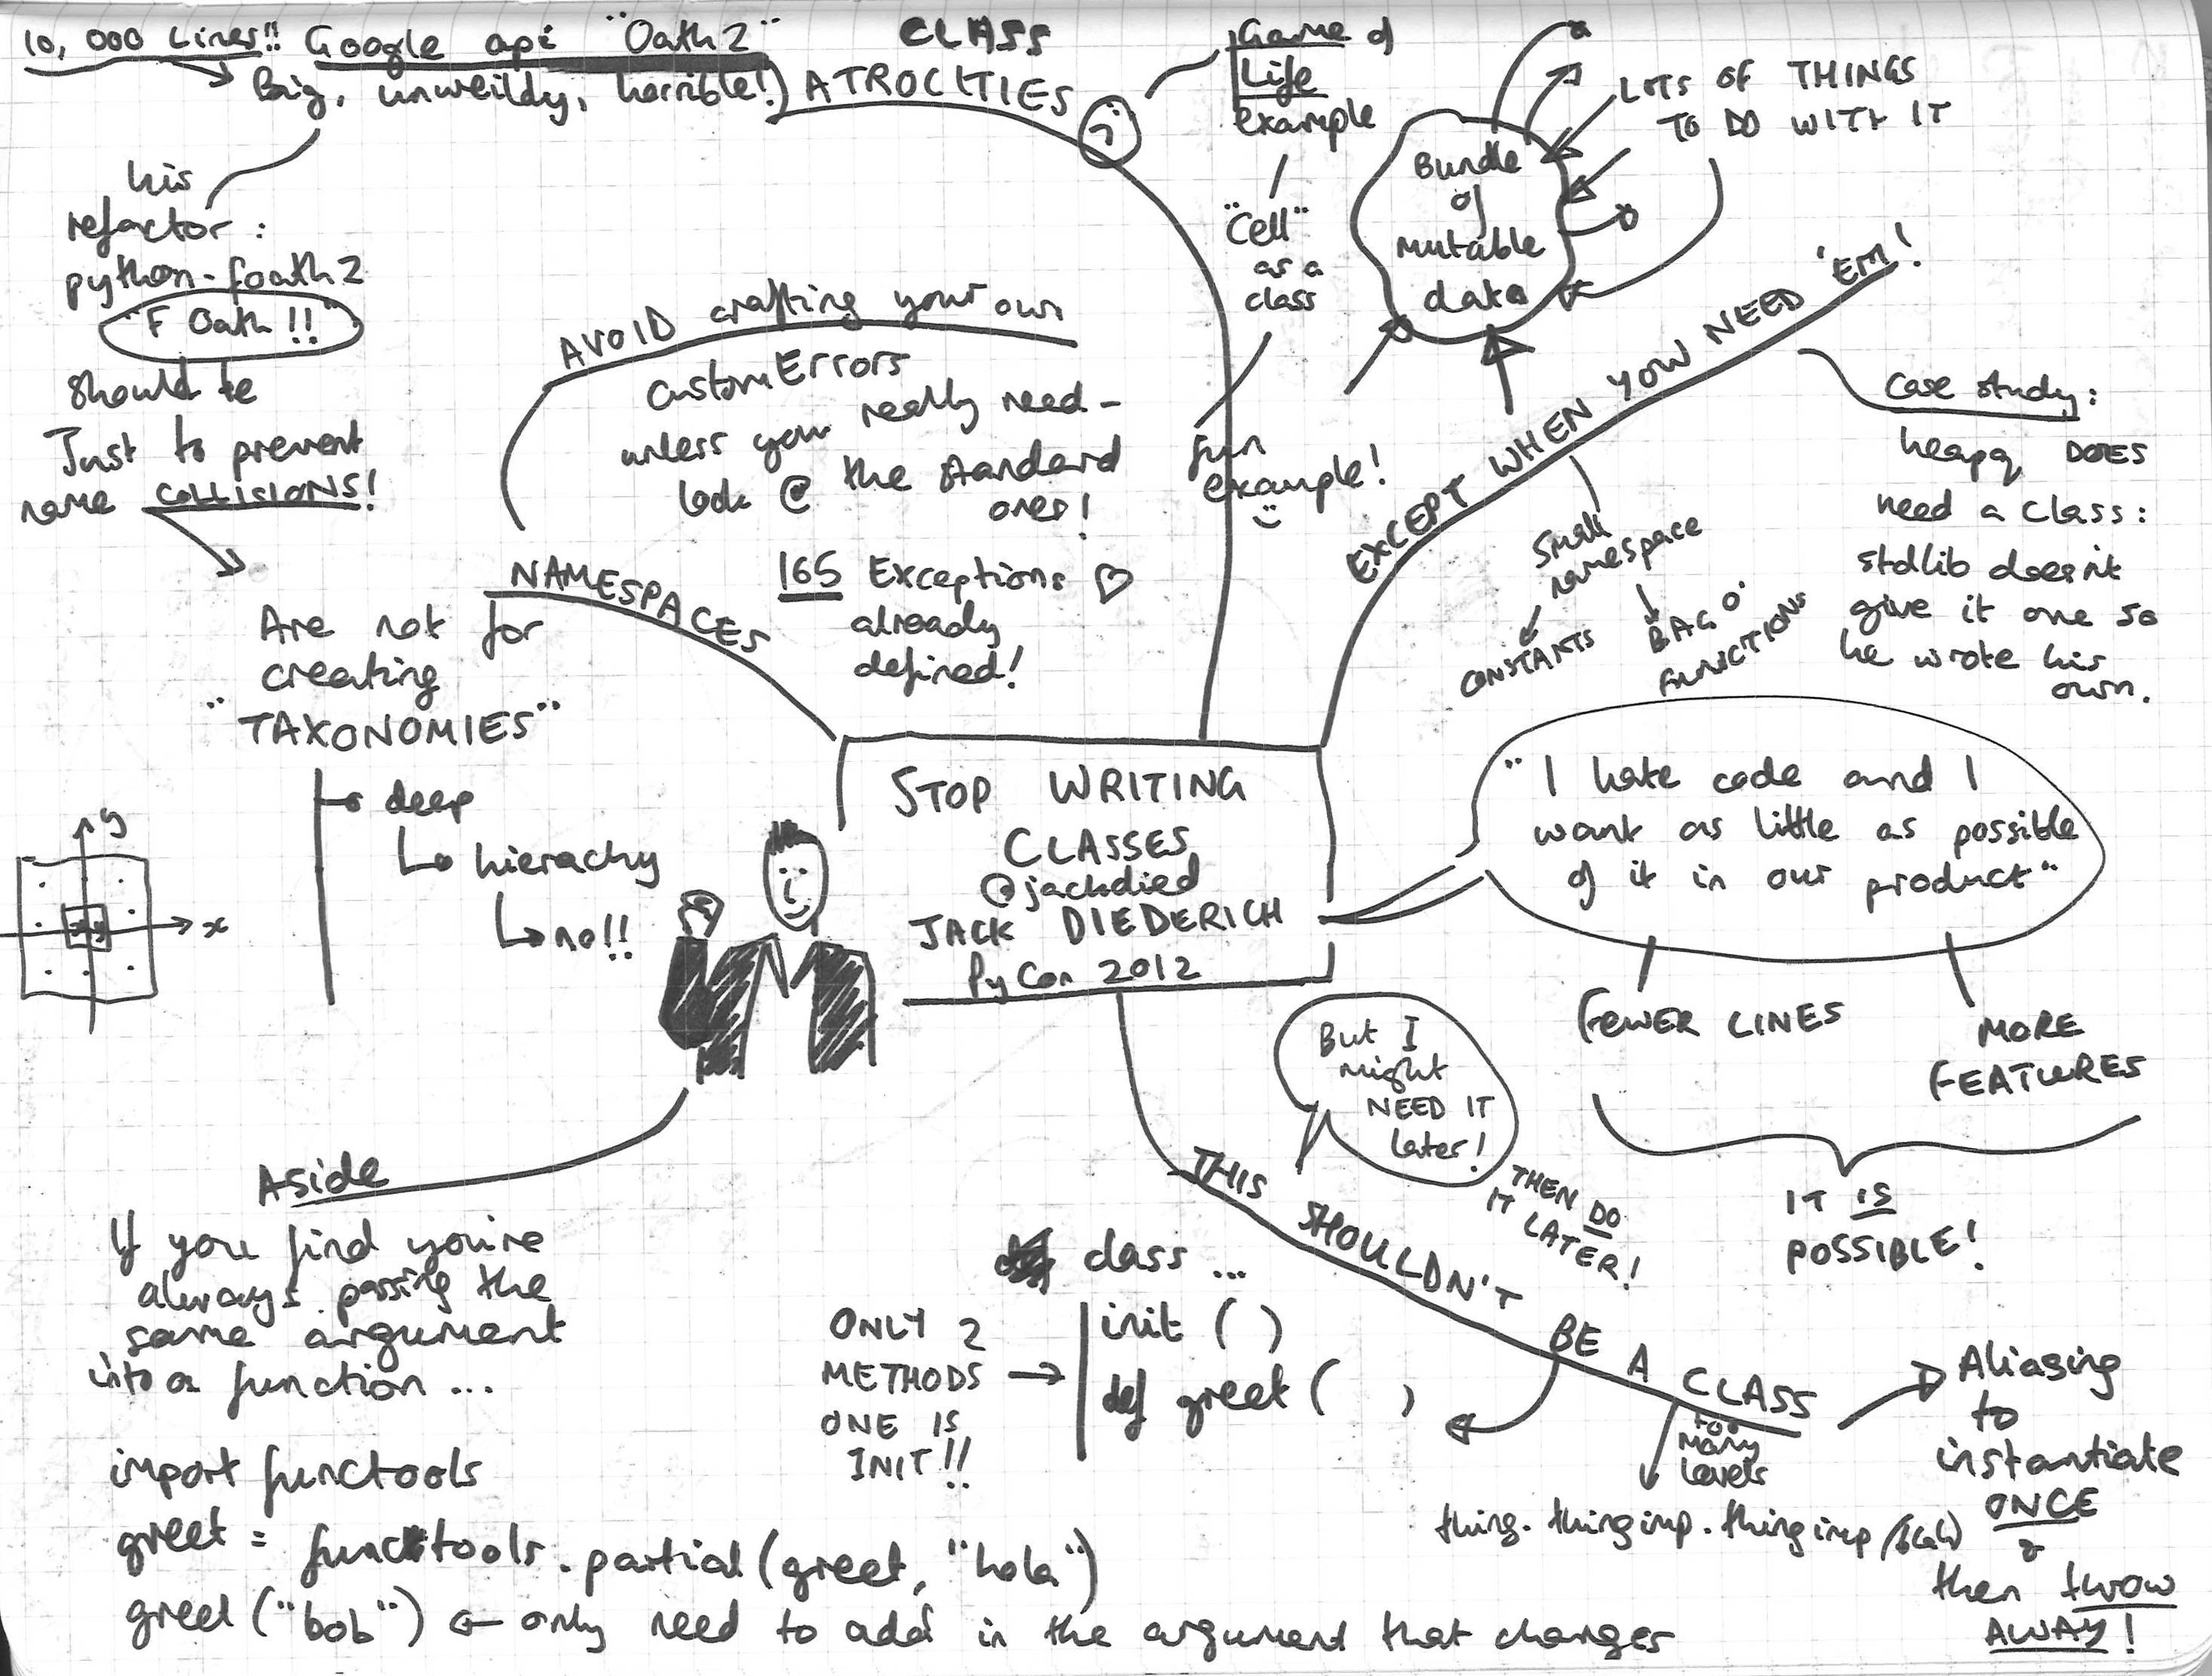 10,000 Lines!! Google api "Oath2"
Big, unweildy, horrible!)
CLASS
ATROCITIES
his
refactor:
python-foath2
"F Oath!!"
should be
Just to prevent
name COLLISIONS!
Game of
Life
example
"Cell"
as a
class
fun
example!
Bundle
of
Mutable
data
LOTS OF THINGS
TO DO WITH IT
EXCEPT WHEN YOU NEED 'EM!
Small
namespace
CONSTANTS
BAG O'
FUNCTIONS
Case study:
heapq DOES
need a class:
stdlib doesn't
give it one so
he wrote his
own.
AVOID crafting your own
CustomErrors
unless you really need -
look @ the standard
ones!
165 Exceptions
already
defined!
NAMESPACES
Are not for
creating
"TAXONOMIES"
deep
hierachy
no!!
y
x
STOP WRITING
CLASSES
@jackdied
JACK DIEDERICH
PyCon 2012
"I hate code and I
want as little as possible
of it in our product"
FEWER LINES
MORE
FEATURES
IT IS
POSSIBLE!
But I
might
NEED IT
later!
THEN DO
IT LATER!
THIS SHOULDN'T BE A CLASS
class ...
init ( )
def greet ( )
ONLY 2
METHODS
ONE IS
INIT!!
too
Many
levels
thing.thingimp.thingimp/blah
Aliasing
to
instantiate
ONCE
&
then throw
AWAY!
Aside
If you find you're
always passing the
same argument
into a function ...
import functools
greet = functools.partial(greet, "hola")
greet("bob") ← only need to add in the argument that changes